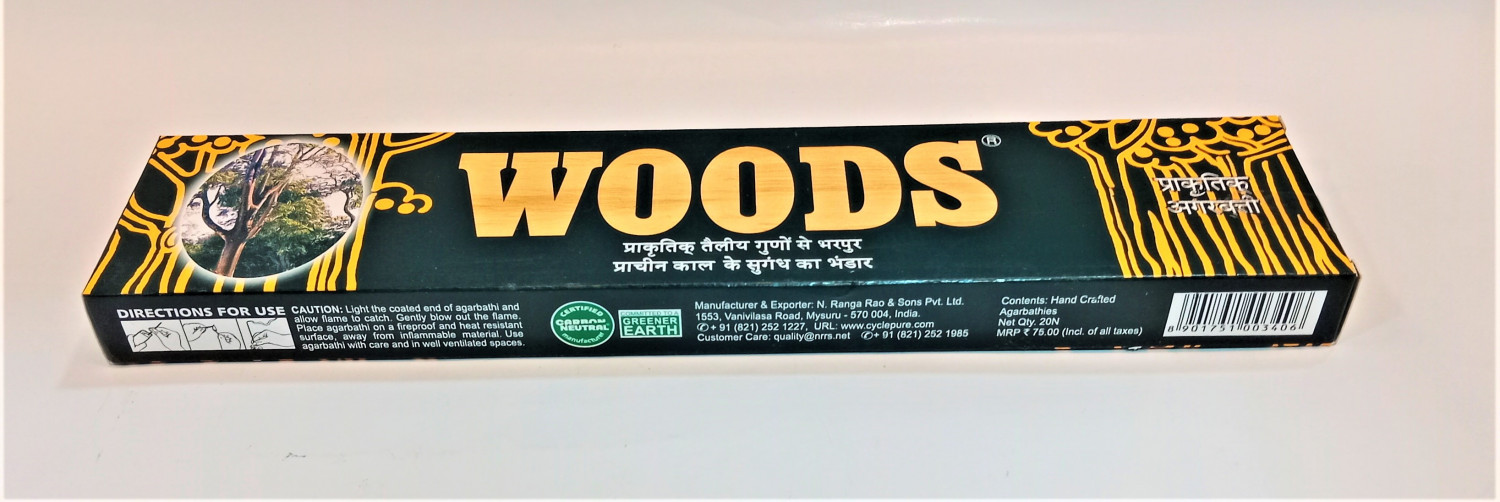 WOODS®
प्राकृतिक् तैलीय गुणों से भरपुर
प्राचीन काल के सुगंध का भंडार
प्राकृतिक्
अगरबत्ती
DIRECTIONS FOR USE
CAUTION: Light the coated end of agarbathi and
allow flame to catch. Gently blow out the flame.
Place agarbathi on a fireproof and heat resistant
surface, away from inflammable material. Use
agarbathi with care and in well ventilated spaces.
CERTIFIED
CARBON
NEUTRAL
manufacturer
COMMITTED TO A
GREENER
EARTH
Manufacturer & Exporter: N. Ranga Rao & Sons Pvt. Ltd.
1553, Vanivilasa Road, Mysuru - 570 004, India.
✆+ 91 (821) 252 1227, URL: www.cyclepure.com
Customer Care: quality@nrrs.net ✆+ 91 (821) 252 1985
Contents: Hand Crafted
Agarbathies
Net Qty. 20N
MRP ₹ 75.00 (Incl. of all taxes)
8 901751 003406